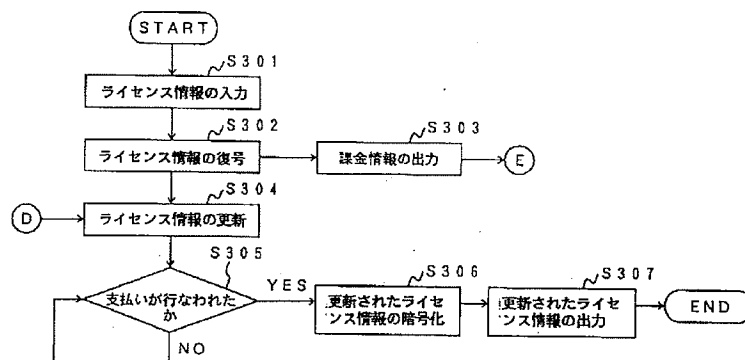 START
S301
ライセンス情報の入力
S302
ライセンス情報の復号
S303
課金情報の出力
E
S304
D
ライセンス情報の更新
S305
支払いが行なわれた
か
YES
NO
S306
更新されたライセ
ンス情報の暗号化
S307
更新されたライセ
ンス情報の出力
END